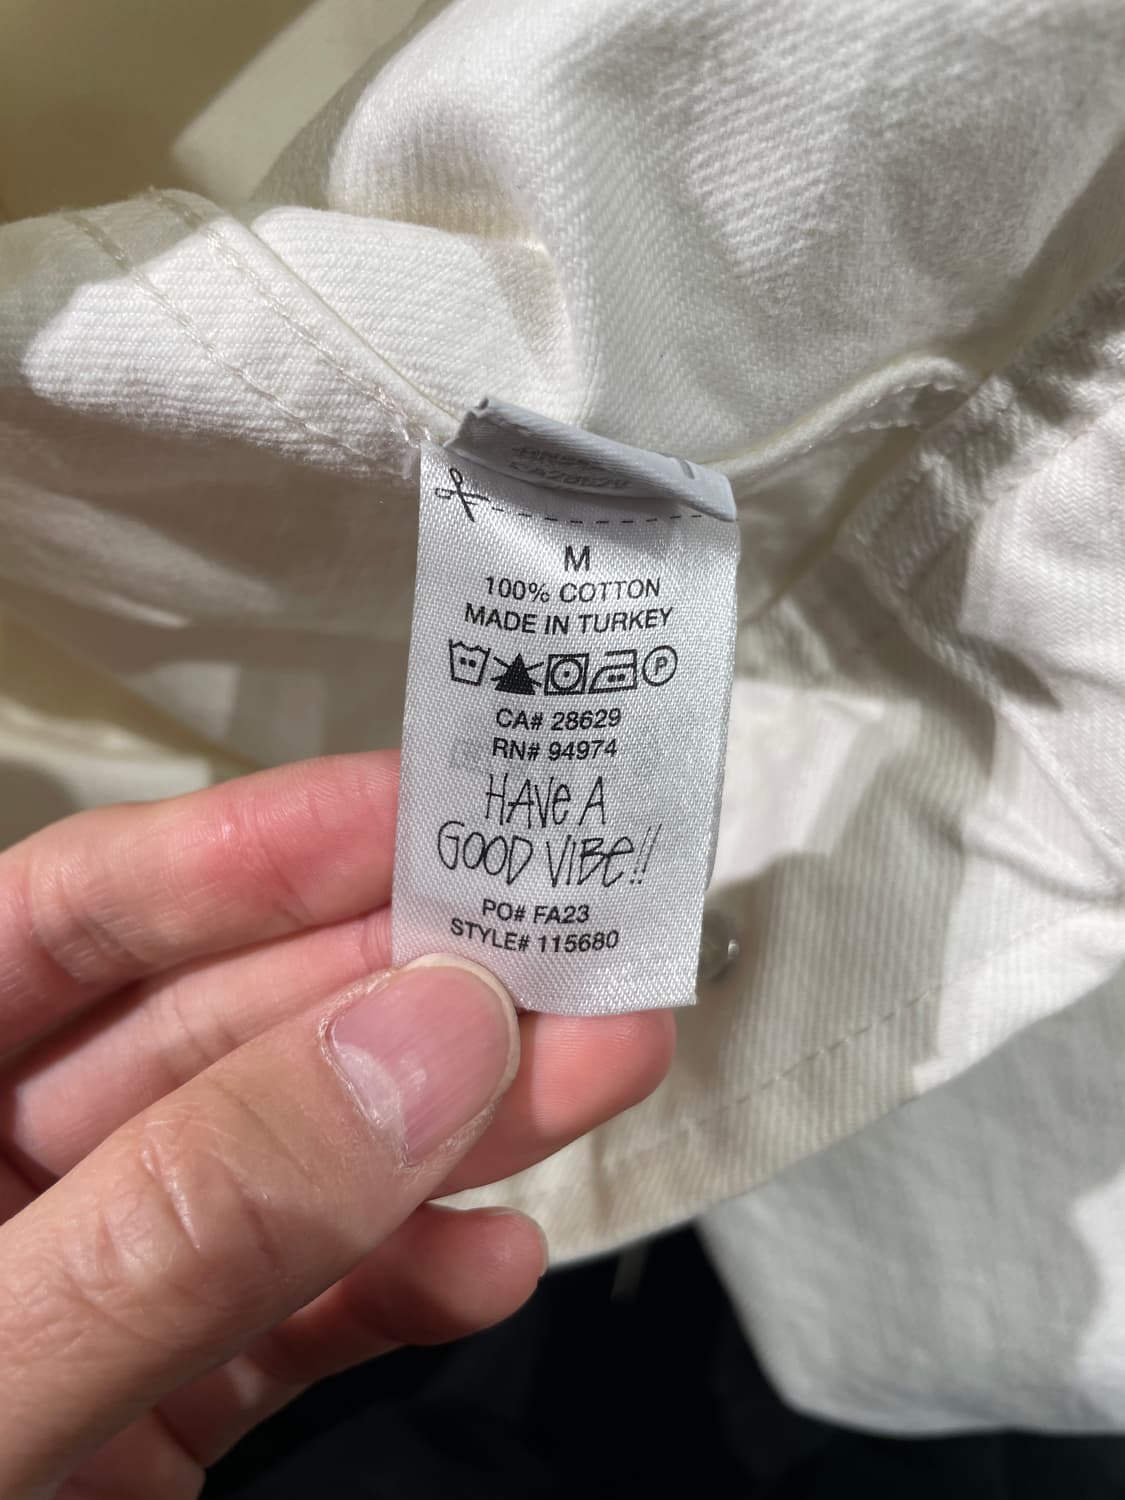 M
100% COTTON
MADE IN TURKEY
P
CA# 28629
RN# 94974
HAVe A
GOOD VIBe!!
PO# FA23
STYLE# 115680